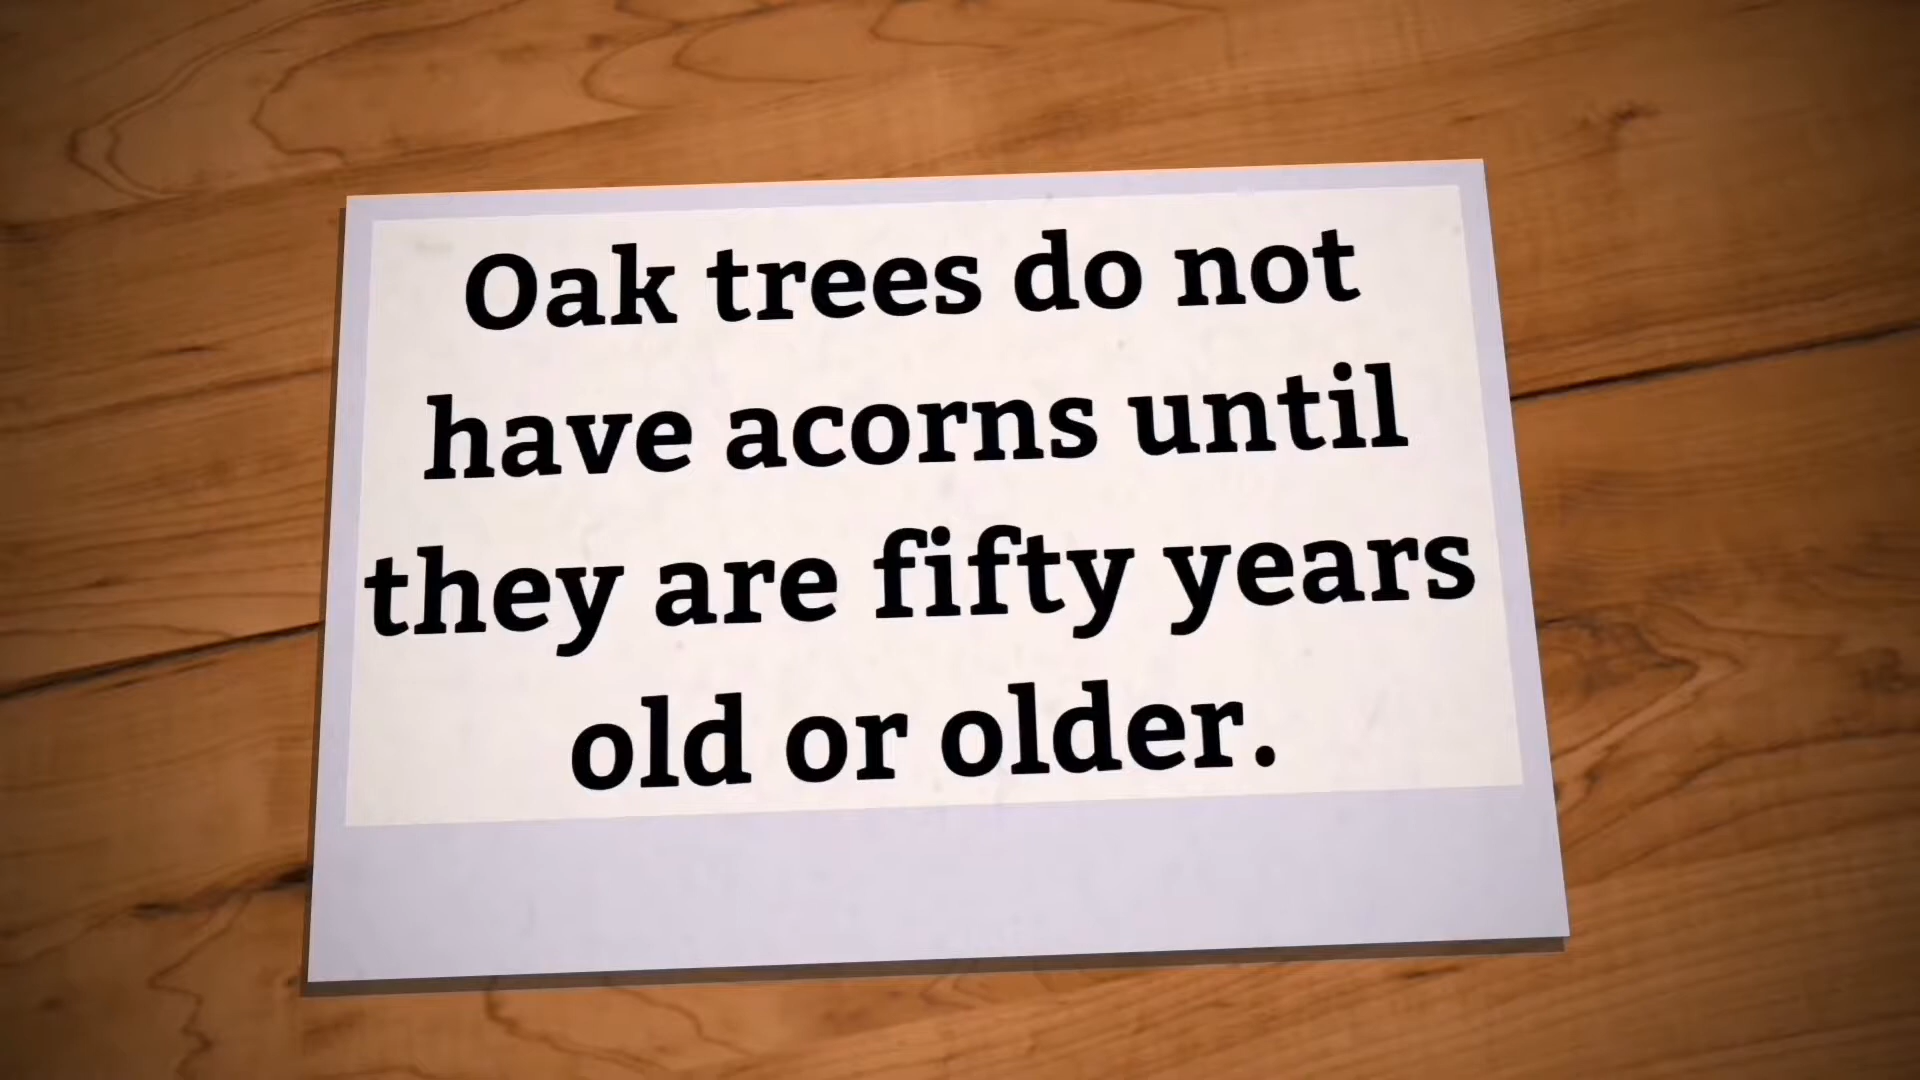 Oak trees do not
have acorns until
they are fifty years
old or older.